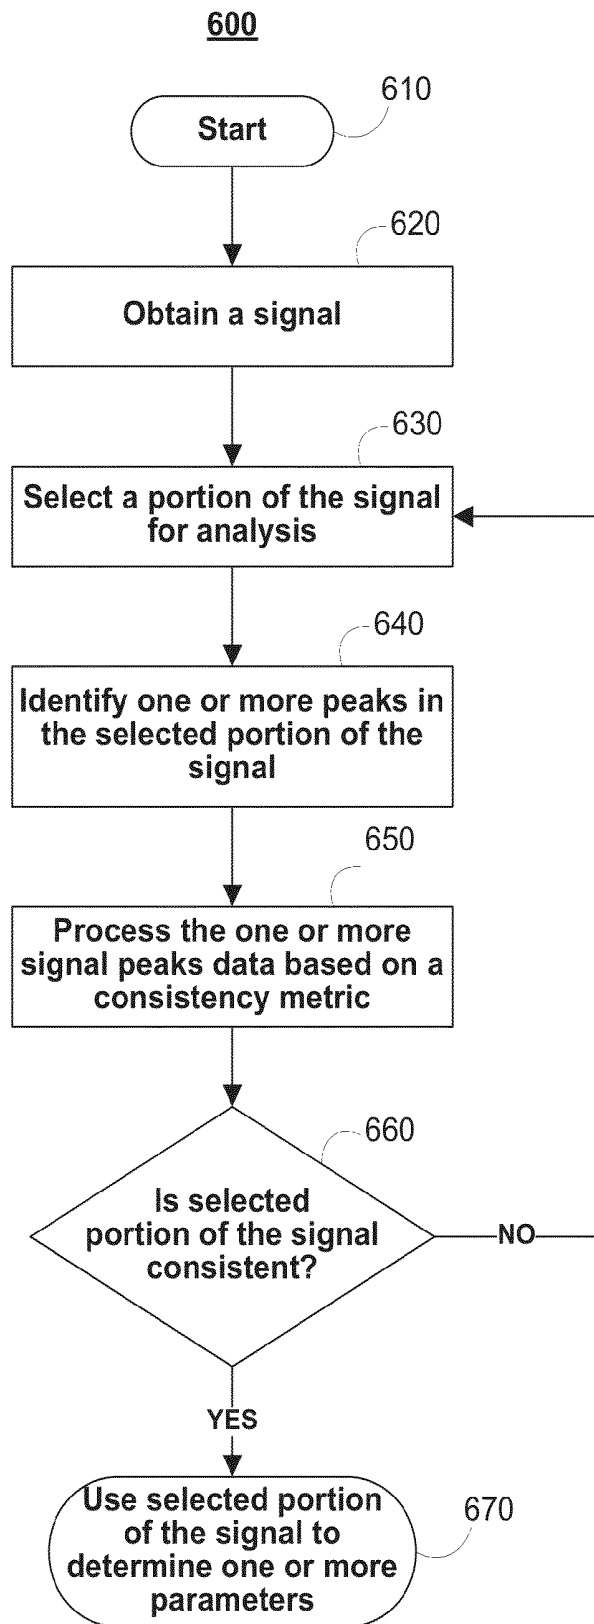 600
610
Start
620
Obtain a signal
630
Select a portion of the signal
for analysis
640
Identify one or more peaks in
the selected portion of the
signal
650
Process the one or more
signal peaks data based on a
consistency metric
660
Is selected
portion of the signal
consistent?
NO
YES
670
Use selected portion
of the signal to
determine one or more
parameters